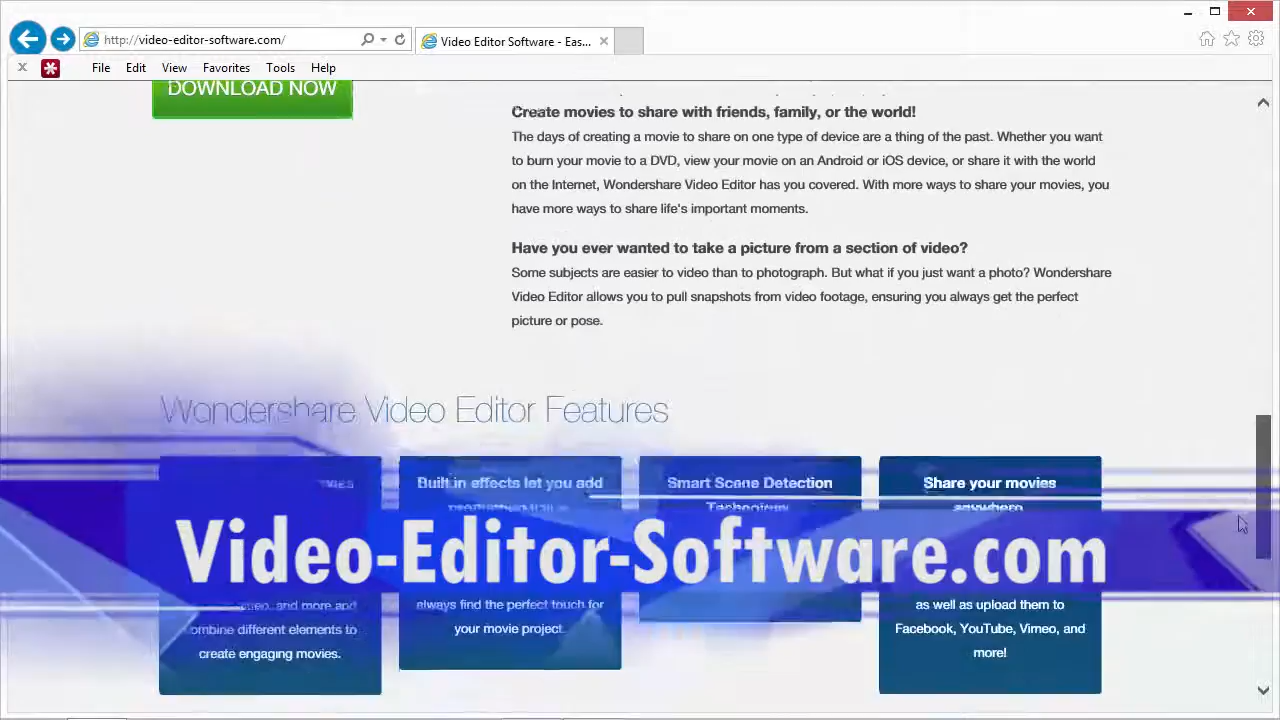 http://video-editor-software.com/
Video Editor Software - Eas...
File Edit View Favorites Tools Help
DOWNLOAD NOW
Create movies to share with friends, family, or the world!
The days of creating a movie to share on one type of device are a thing of the past. Whether you want
to burn your movie to a DVD, view your movie on an Android or iOS device, or share it with the world
on the Internet, Wondershare Video Editor has you covered. With more ways to share your movies, you
have more ways to share life's important moments.
Have you ever wanted to take a picture from a section of video?
Some subjects are easier to video than to photograph. But what if you just want a photo? Wondershare
Video Editor allows you to pull snapshots from video footage, ensuring you always get the perfect
picture or pose.
Wondershare Video Editor Features
Built in effects let you add
Smart Scene Detection
Technology
Share your movies
anywhere
Video-Editor-Software.com
and more and
combine different elements to
create engaging movies.
always find the perfect touch for
your movie project.
as well as upload them to
Facebook, YouTube, Vimeo, and
more!